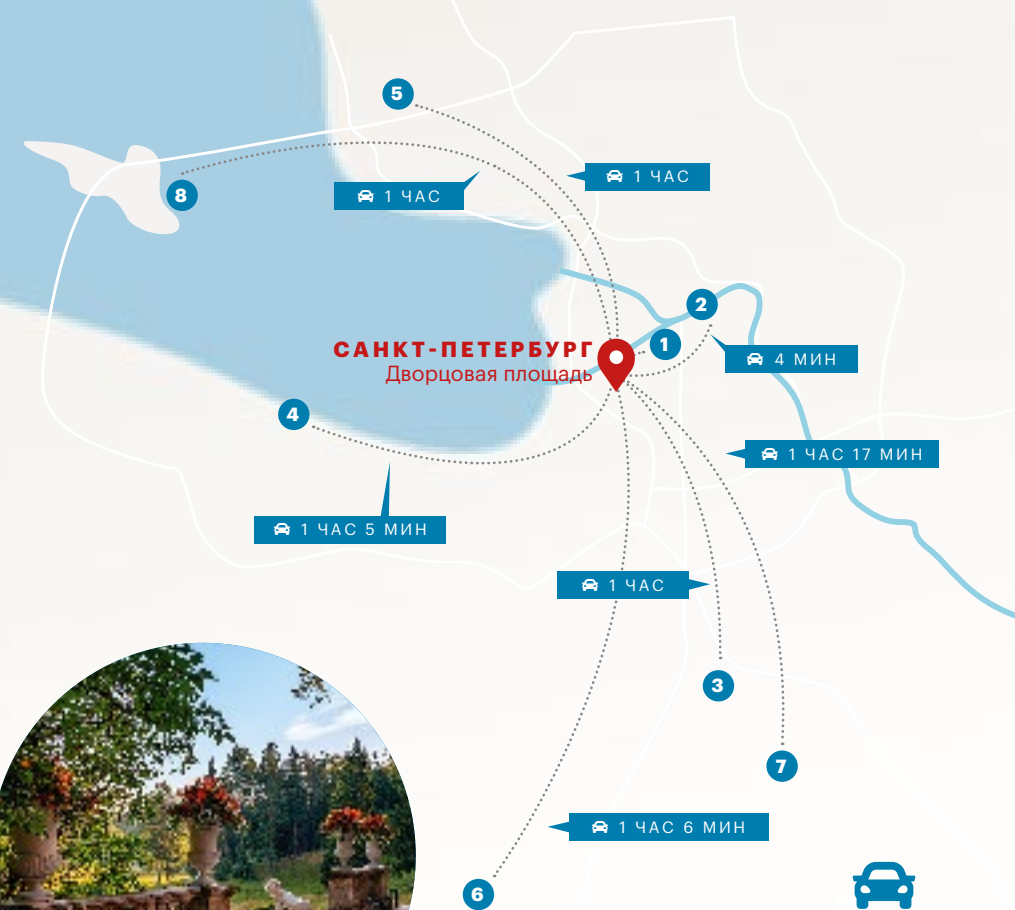 5
1 ЧАС
8
1 ЧАС
2
1
САНКТ-ПЕТЕРБУРГ
Дворцовая площадь
4 МИН
4
1 ЧАС 17 МИН
1 ЧАС 5 МИН
1 ЧАС
3
7
1 ЧАС 6 МИН
6